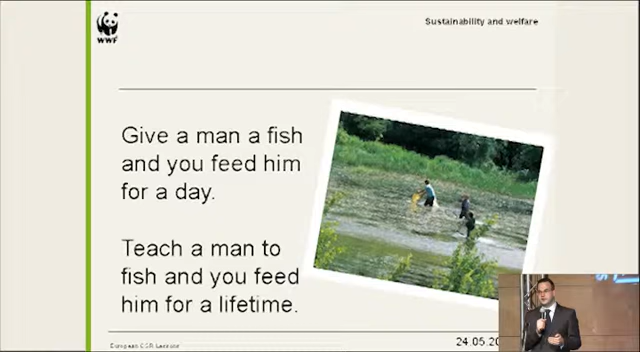 WWF
Sustainability and welfare
Give a man a fish
and you feed him
for a day.
Teach a man to
fish and you feed
him for a lifetime.
European CSR Lessons
24.05.20